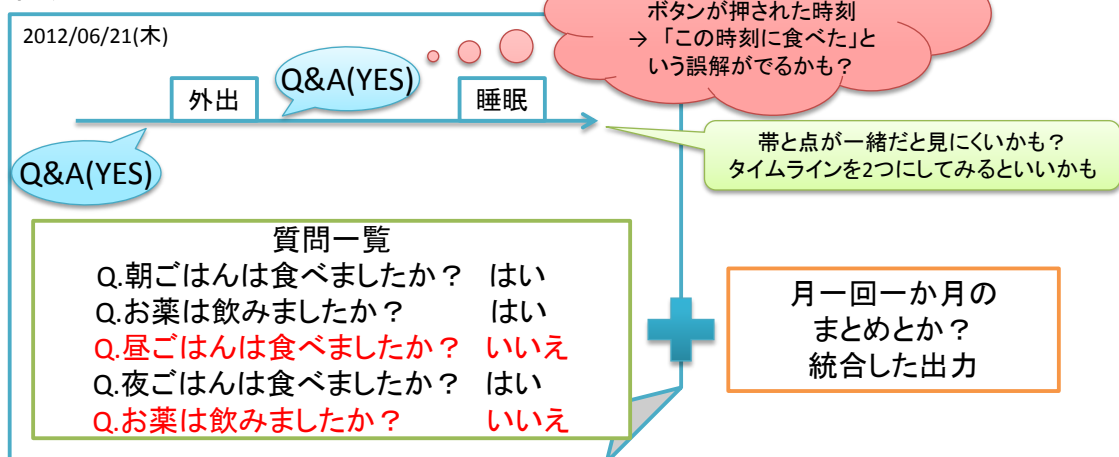 ボタンが押された時刻
→ 「この時刻に食べた」と
いう誤解がでるかも？
2012/06/21(木)
外出
Q&A(YES)
睡眠
Q&A(YES)
帯と点が一緒だと見にくいかも？
タイムラインを2つにしてみるといいかも
質問一覧
Q.朝ごはんは食べましたか？ はい
Q.お薬は飲みましたか？ はい
Q.昼ごはんは食べましたか？ いいえ
Q.夜ごはんは食べましたか？ はい
Q.お薬は飲みましたか？ いいえ
月一回一か月の
まとめとか？
統合した出力